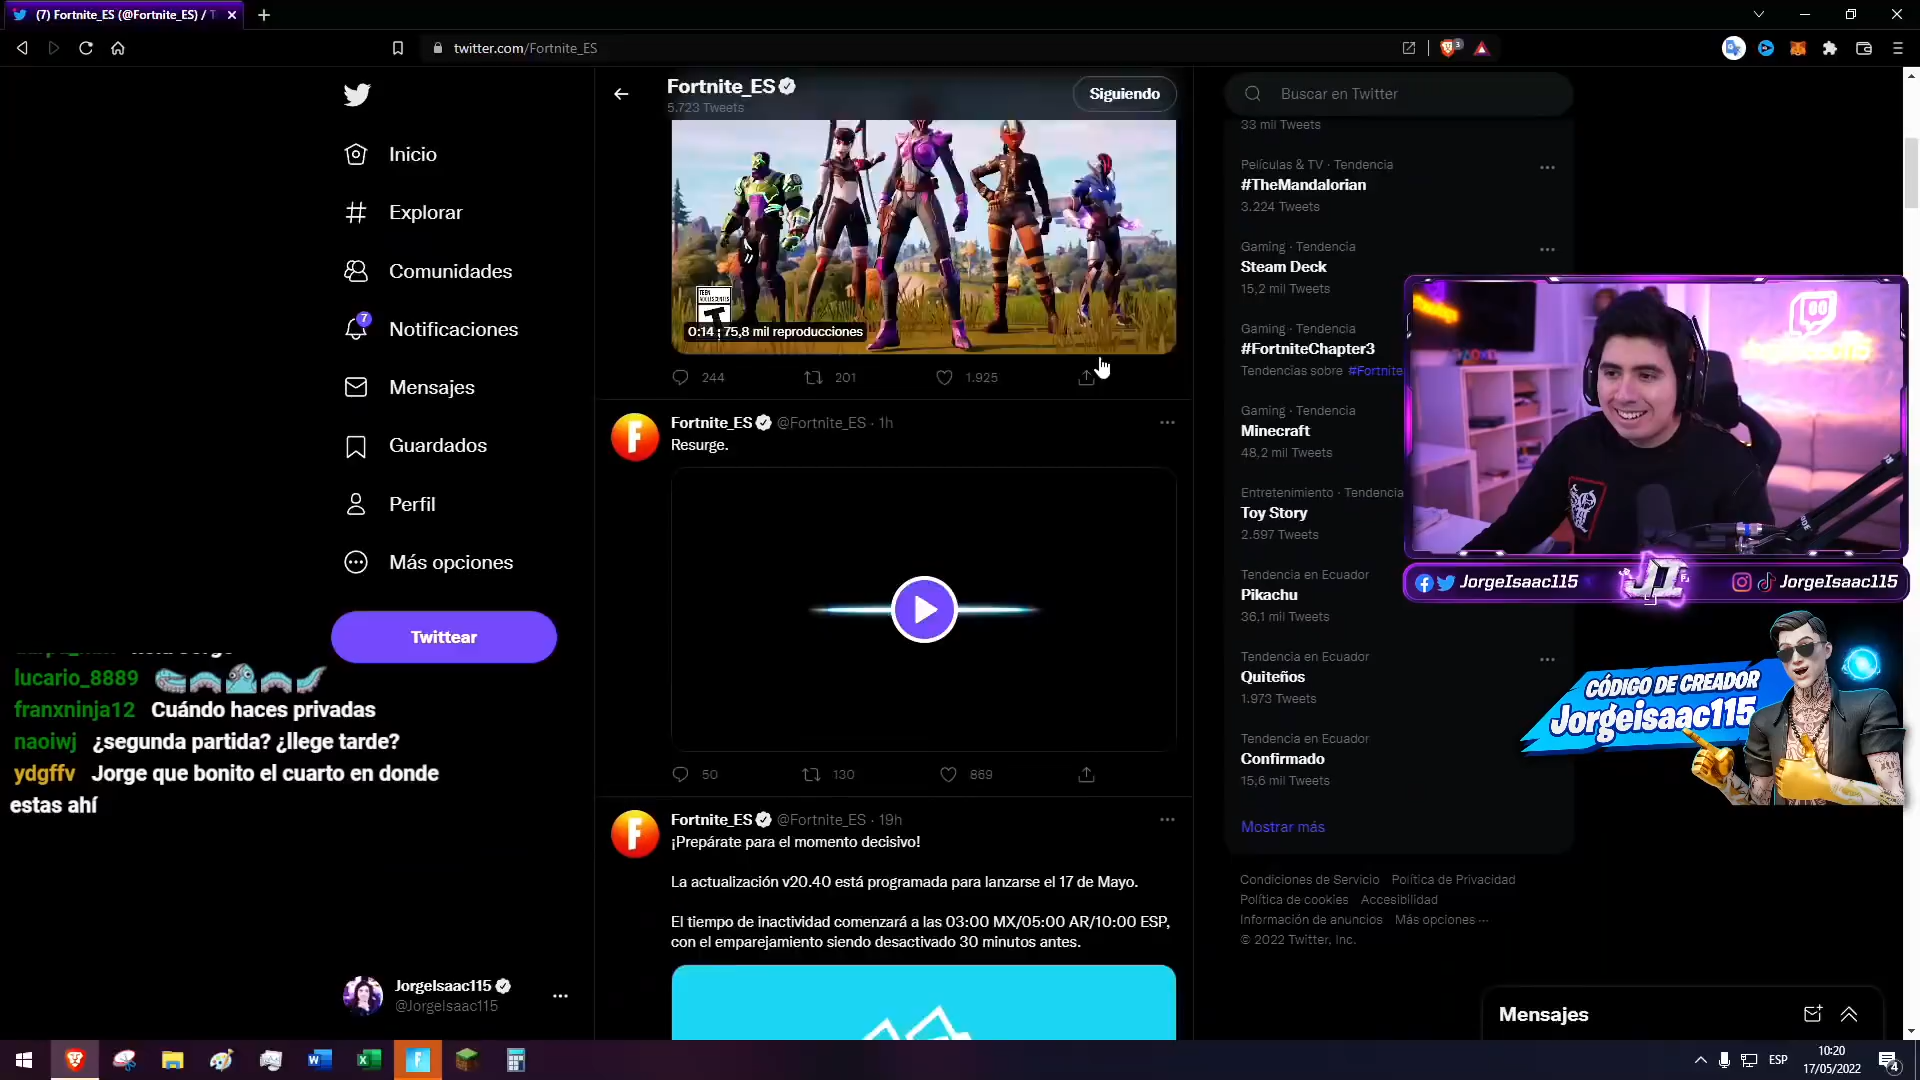 (7) Fortnite_ES (@Fortnite_ES) / T
twitter.com/Fortnite_ES
3
Fortnite_ES
5.723 Tweets
Siguiendo
Buscar en Twitter
Inicio
Explorar
Comunidades
7
Notificaciones
Mensajes
Guardados
Perfil
Más opciones
Twittear
lucario_8889
franxninja12 Cuándo haces privadas
naoiwj ¿segunda partida? ¿llege tarde?
ydgffv Jorge que bonito el cuarto en donde
estas ahí
JorgeIsaac115
@JorgeIsaac115
TEEN
T
0:14 75,8 mil reproducciones
244 201 1.925
Fortnite_ES @Fortnite_ES · 1h
Resurge.
50 130 869
Fortnite_ES @Fortnite_ES · 19h
¡Prepárate para el momento decisivo!
La actualización v20.40 está programada para lanzarse el 17 de Mayo.
El tiempo de inactividad comenzará a las 03:00 MX/05:00 AR/10:00 ESP,
con el emparejamiento siendo desactivado 30 minutos antes.
33 mil Tweets
Películas & TV · Tendencia
#TheMandalorian
3.224 Tweets
Gaming · Tendencia
Steam Deck
15,2 mil Tweets
Gaming · Tendencia
#FortniteChapter3
Tendencias sobre #Fortnite
Gaming · Tendencia
Minecraft
48,2 mil Tweets
Entretenimiento · Tendencia
Toy Story
2.597 Tweets
Tendencia en Ecuador
Pikachu
36,1 mil Tweets
Tendencia en Ecuador
Quiteños
1.973 Tweets
Tendencia en Ecuador
Confirmado
15,6 mil Tweets
Mostrar más
Condiciones de Servicio Política de Privacidad
Política de cookies Accesibilidad
Información de anuncios Más opciones ···
© 2022 Twitter, Inc.
JorgeIsaac115 JI JorgeIsaac115
CÓDIGO DE CREADOR
Jorgeisaac115
Mensajes
ESP
10:20
17/05/2022
4